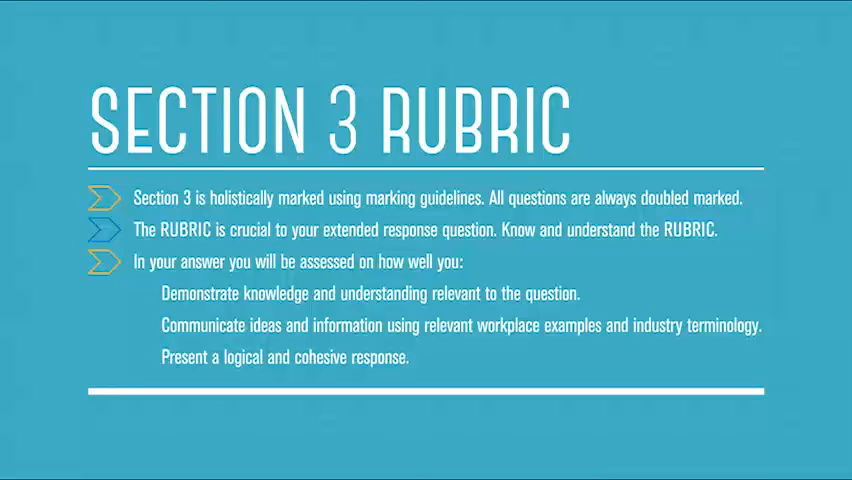 SECTION 3 RUBRIC
Section 3 is holistically marked using marking guidelines. All questions are always doubled marked.
The RUBRIC is crucial to your extended response question. Know and understand the RUBRIC.
In your answer you will be assessed on how well you:
Demonstrate knowledge and understanding relevant to the question.
Communicate ideas and information using relevant workplace examples and industry terminology.
Present a logical and cohesive response.